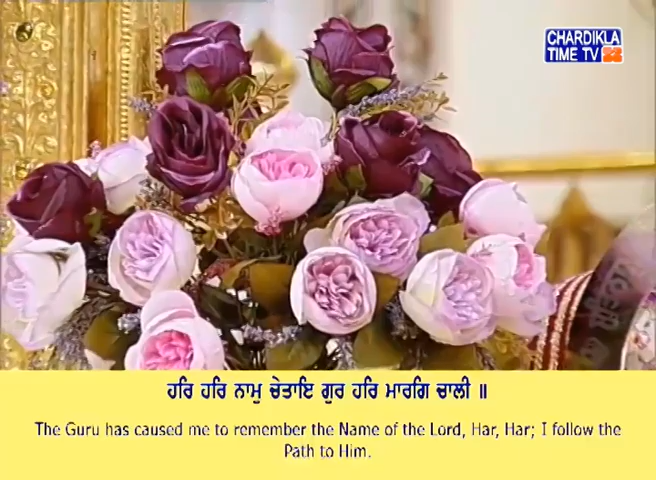 CHARDIKLA
TIME TV
ਹਰਿ ਹਰਿ ਨਾਮੁ ਚੇਤਾਇ ਗੁਰ ਹਰਿ ਮਾਰਗਿ ਚਾਲੀ ॥
The Guru has caused me to remember the Name of the Lord, Har, Har; I follow the
Path to Him.